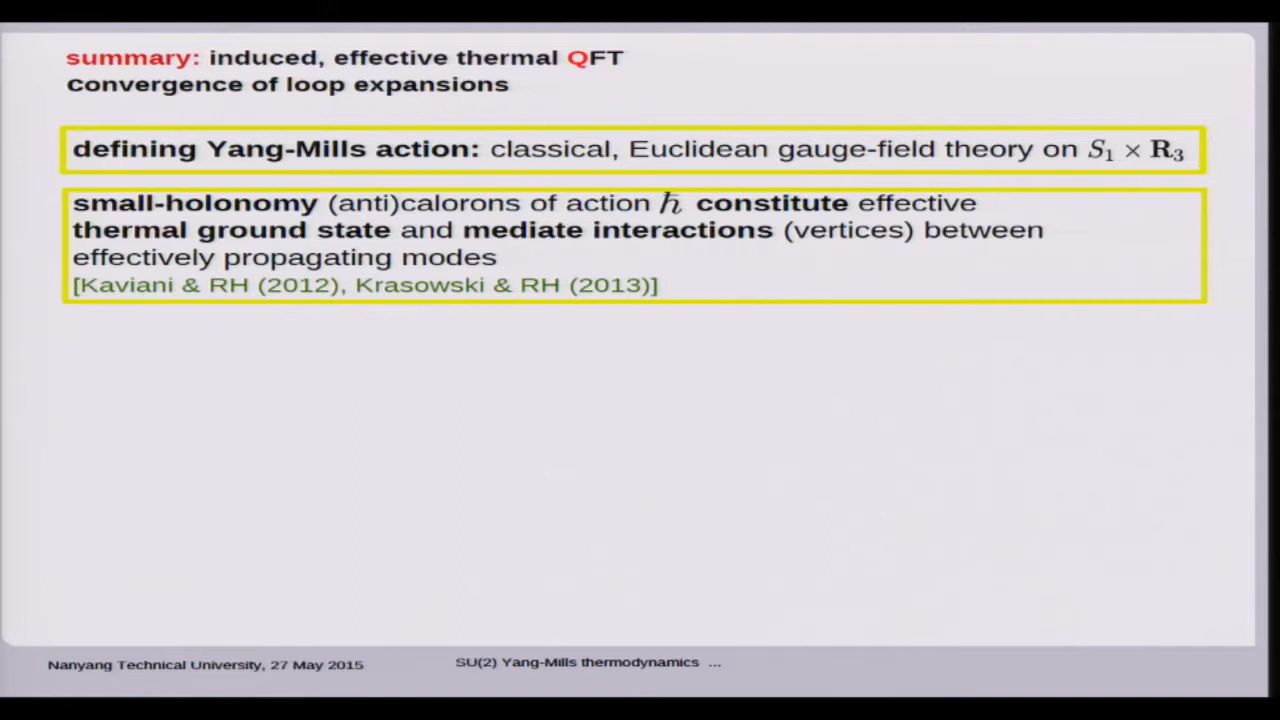 summary: induced, effective thermal QFT
convergence of loop expansions
defining Yang-Mills action: classical, Euclidean gauge-field theory on S₁ × R₃
small-holonomy (anti)calorons of action ℏ constitute effective
thermal ground state and mediate interactions (vertices) between
effectively propagating modes
[Kaviani & RH (2012), Krasowski & RH (2013)]
Nanyang Technical University, 27 May 2015
SU(2) Yang-Mills thermodynamics ...